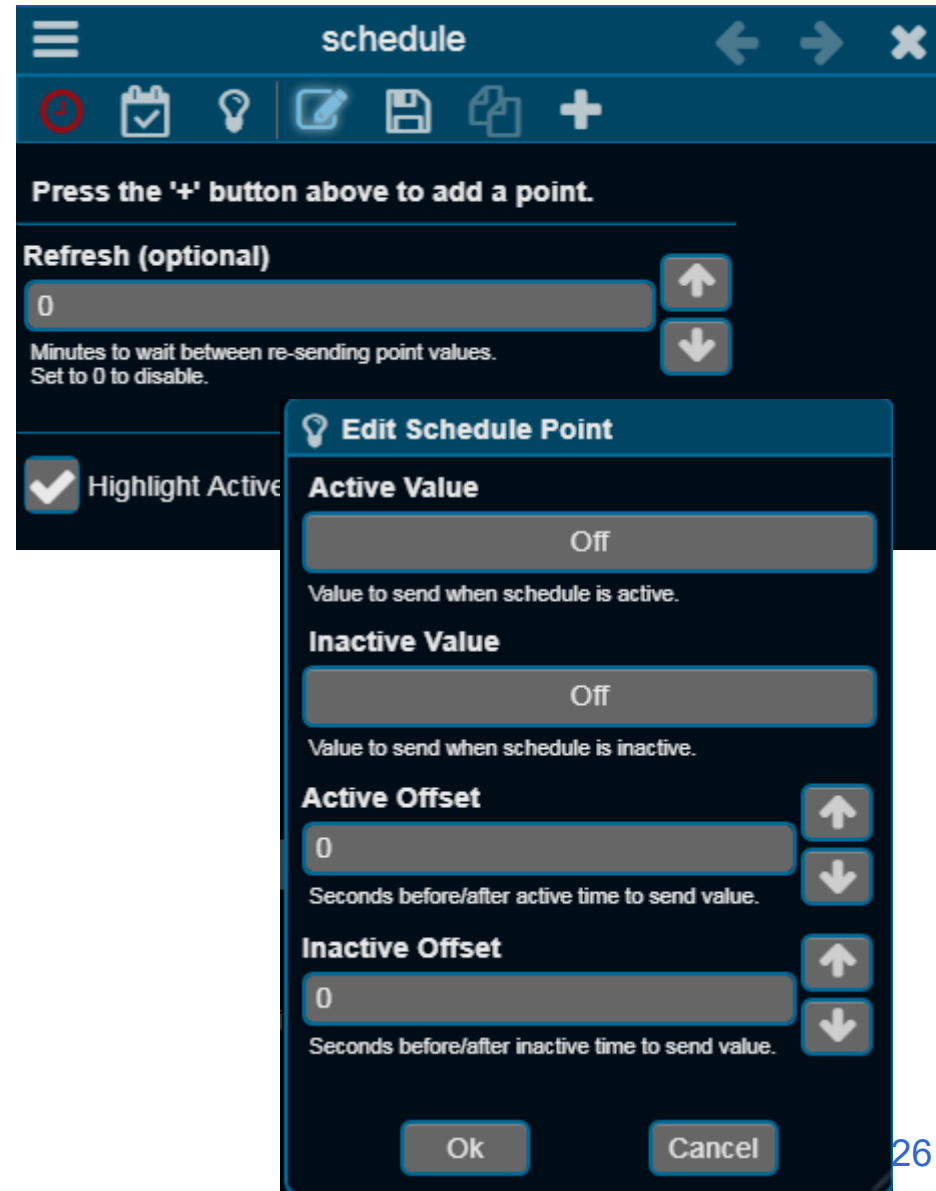 schedule
Press the '+' button above to add a point.
Refresh (optional)
0
Minutes to wait between re-sending point values.
Set to 0 to disable.
Highlight Active
Edit Schedule Point
Active Value
Off
Value to send when schedule is active.
Inactive Value
Off
Value to send when schedule is inactive.
Active Offset
0
Seconds before/after active time to send value.
Inactive Offset
0
Seconds before/after inactive time to send value.
Ok Cancel
26